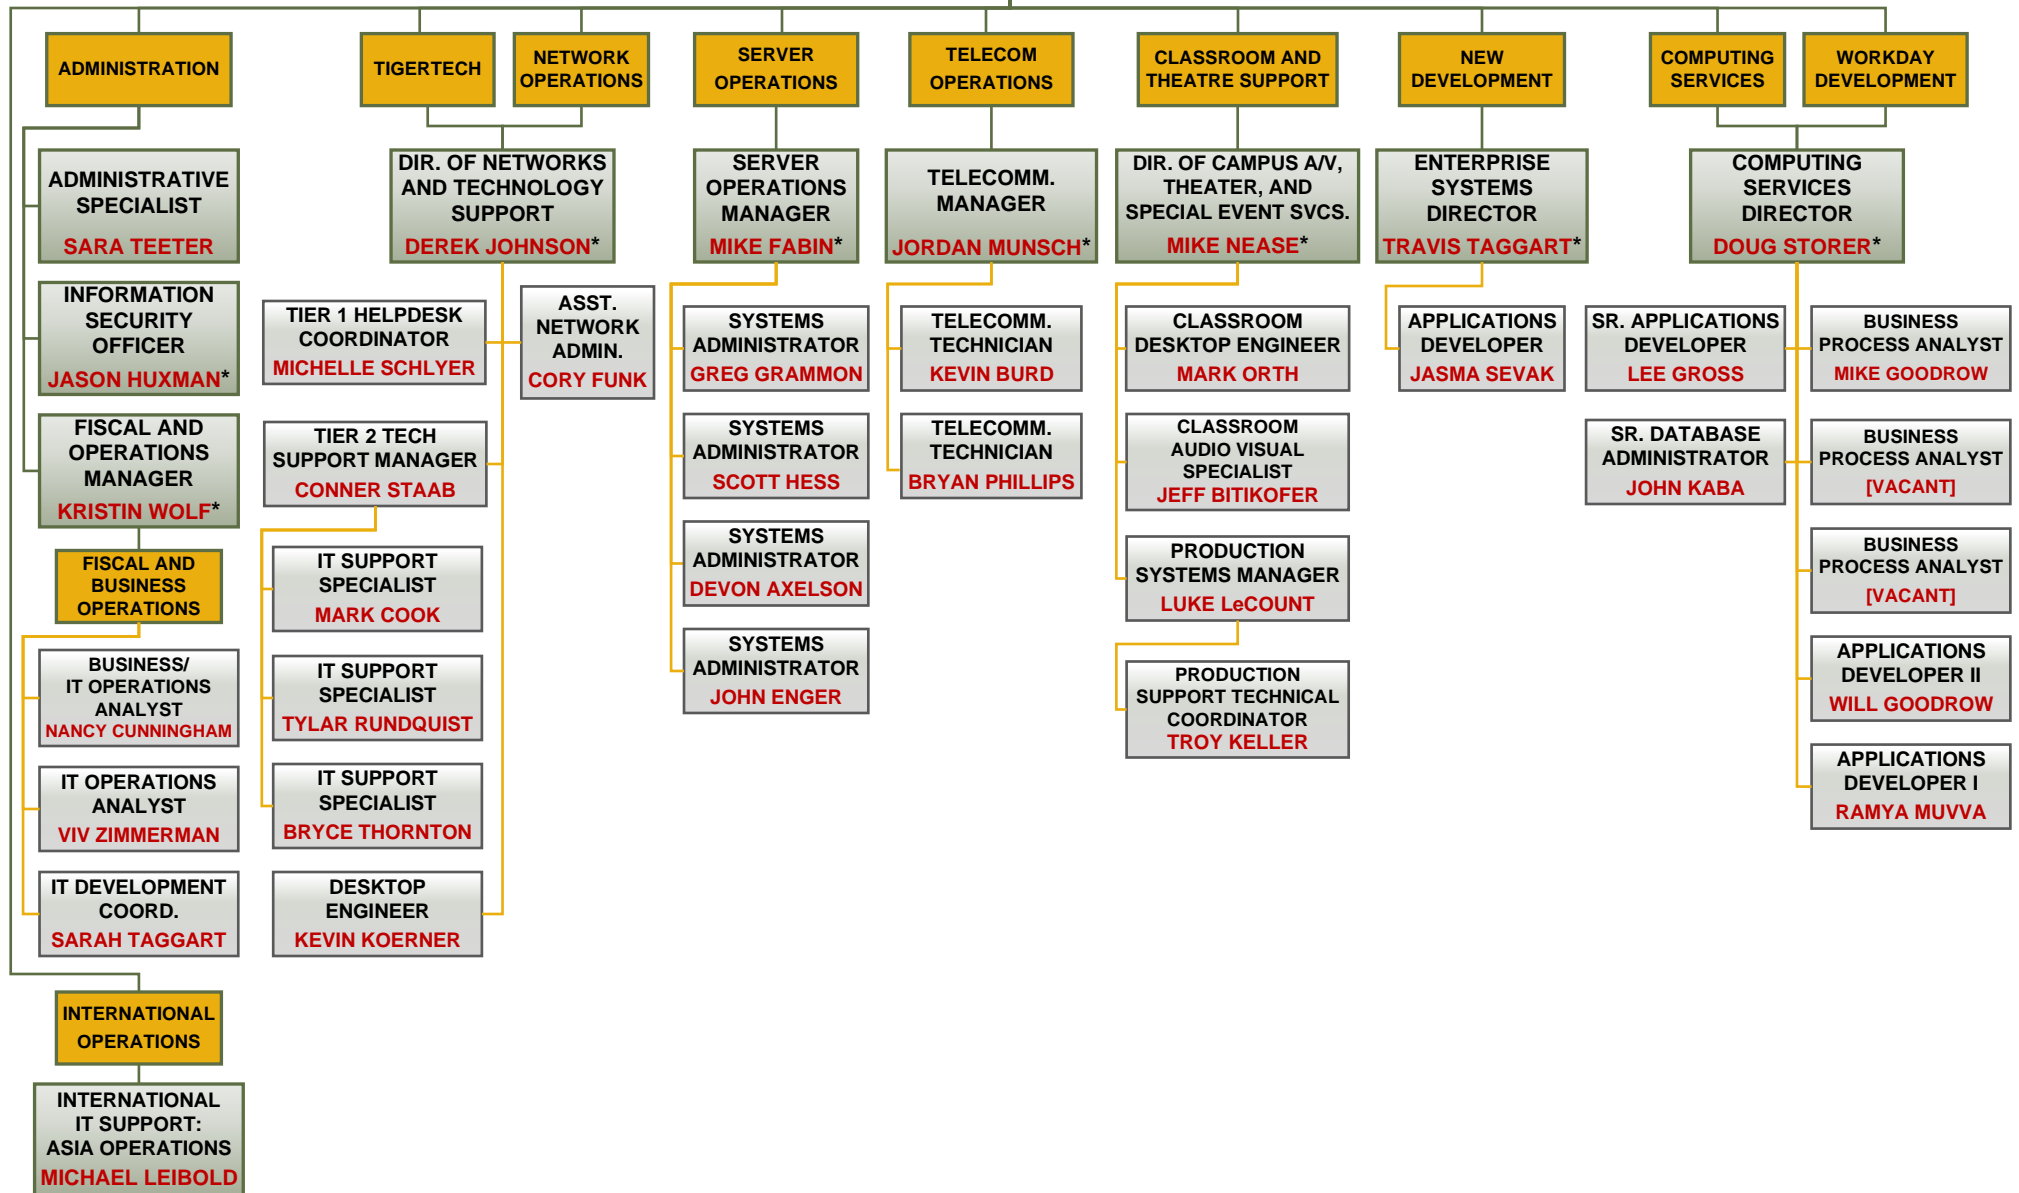 ADMINISTRATION
TIGERTECH
NETWORK
OPERATIONS
SERVER
OPERATIONS
TELECOM
OPERATIONS
CLASSROOM AND
THEATRE SUPPORT
NEW
DEVELOPMENT
COMPUTING
SERVICES
WORKDAY
DEVELOPMENT
ADMINISTRATIVE
SPECIALIST
SARA TEETER
INFORMATION
SECURITY
OFFICER
JASON HUXMAN*
FISCAL AND
OPERATIONS
MANAGER
KRISTIN WOLF*
FISCAL AND
BUSINESS
OPERATIONS
BUSINESS/
IT OPERATIONS
ANALYST
NANCY CUNNINGHAM
IT OPERATIONS
ANALYST
VIV ZIMMERMAN
IT DEVELOPMENT
COORD.
SARAH TAGGART
INTERNATIONAL
OPERATIONS
INTERNATIONAL
IT SUPPORT:
ASIA OPERATIONS
MICHAEL LEIBOLD
DIR. OF NETWORKS
AND TECHNOLOGY
SUPPORT
DEREK JOHNSON*
TIER 1 HELPDESK
COORDINATOR
MICHELLE SCHLYER
ASST.
NETWORK
ADMIN.
CORY FUNK
TIER 2 TECH
SUPPORT MANAGER
CONNER STAAB
IT SUPPORT
SPECIALIST
MARK COOK
IT SUPPORT
SPECIALIST
TYLAR RUNDQUIST
IT SUPPORT
SPECIALIST
BRYCE THORNTON
DESKTOP
ENGINEER
KEVIN KOERNER
SERVER
OPERATIONS
MANAGER
MIKE FABIN*
SYSTEMS
ADMINISTRATOR
GREG GRAMMON
SYSTEMS
ADMINISTRATOR
SCOTT HESS
SYSTEMS
ADMINISTRATOR
DEVON AXELSON
SYSTEMS
ADMINISTRATOR
JOHN ENGER
TELECOMM.
MANAGER
JORDAN MUNSCH*
TELECOMM.
TECHNICIAN
KEVIN BURD
TELECOMM.
TECHNICIAN
BRYAN PHILLIPS
DIR. OF CAMPUS A/V,
THEATER, AND
SPECIAL EVENT SVCS.
MIKE NEASE*
CLASSROOM
DESKTOP ENGINEER
MARK ORTH
CLASSROOM
AUDIO VISUAL
SPECIALIST
JEFF BITIKOFER
PRODUCTION
SYSTEMS MANAGER
LUKE LeCOUNT
PRODUCTION
SUPPORT TECHNICAL
COORDINATOR
TROY KELLER
ENTERPRISE
SYSTEMS
DIRECTOR
TRAVIS TAGGART*
APPLICATIONS
DEVELOPER
JASMA SEVAK
COMPUTING
SERVICES
DIRECTOR
DOUG STORER*
SR. APPLICATIONS
DEVELOPER
LEE GROSS
SR. DATABASE
ADMINISTRATOR
JOHN KABA
BUSINESS
PROCESS ANALYST
MIKE GOODROW
BUSINESS
PROCESS ANALYST
[VACANT]
BUSINESS
PROCESS ANALYST
[VACANT]
APPLICATIONS
DEVELOPER II
WILL GOODROW
APPLICATIONS
DEVELOPER I
RAMYA MUVVA